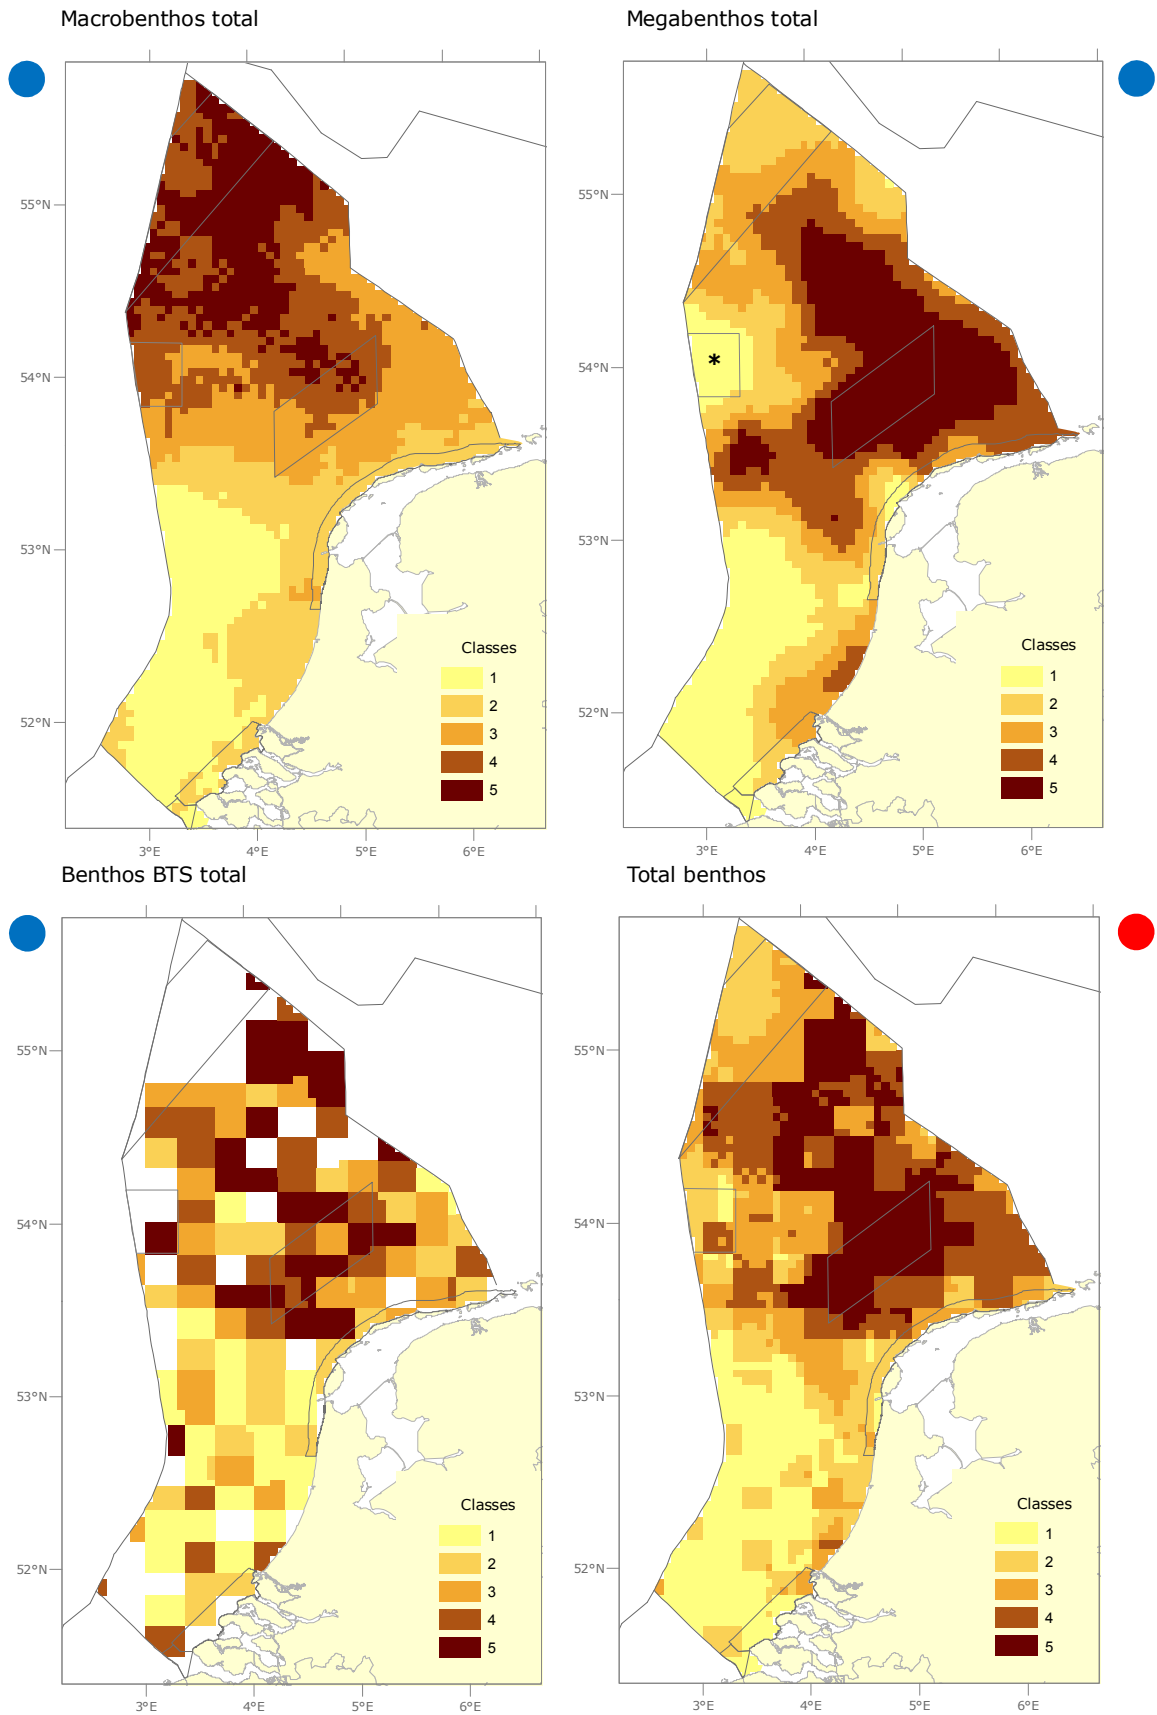 Macrobenthos total
Megabenthos total
55°N
54°N
53°N
52°N
3°E
4°E
5°E
6°E
Classes
1
2
3
4
5
55°N
54°N
53°N
52°N
*
3°E
4°E
5°E
6°E
Classes
1
2
3
4
5
Benthos BTS total
Total benthos
55°N
54°N
53°N
52°N
3°E
4°E
5°E
6°E
Classes
1
2
3
4
5
55°N
54°N
53°N
52°N
3°E
4°E
5°E
6°E
Classes
1
2
3
4
5